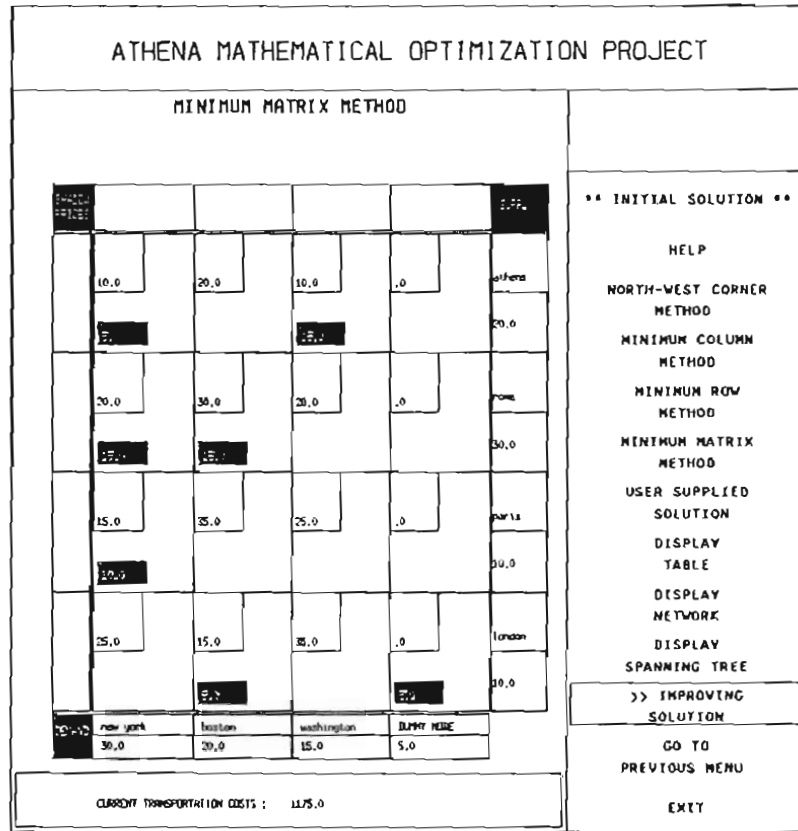 ATHENA MATHEMATICAL OPTIMIZATION PROJECT
MINIMUM MATRIX METHOD
10.0 20.0 10.0 .0 athens
20.0
20.0 30.0 20.0 .0 rome
30.0
15.0 35.0 25.0 .0 paris
10.0
10.0
25.0 15.0 35.0 .0 london
10.0
new york boston washington DUMMY NODE
30.0 20.0 15.0 5.0
CURRENT TRANSPORTATION COSTS : 1175.0
** INITIAL SOLUTION **
HELP
NORTH-WEST CORNER
METHOD
MINIMUM COLUMN
METHOD
MINIMUM ROW
METHOD
MINIMUM MATRIX
METHOD
USER SUPPLIED
SOLUTION
DISPLAY
TABLE
DISPLAY
NETWORK
DISPLAY
SPANNING TREE
>> IMPROVING
SOLUTION
GO TO
PREVIOUS MENU
EXIT